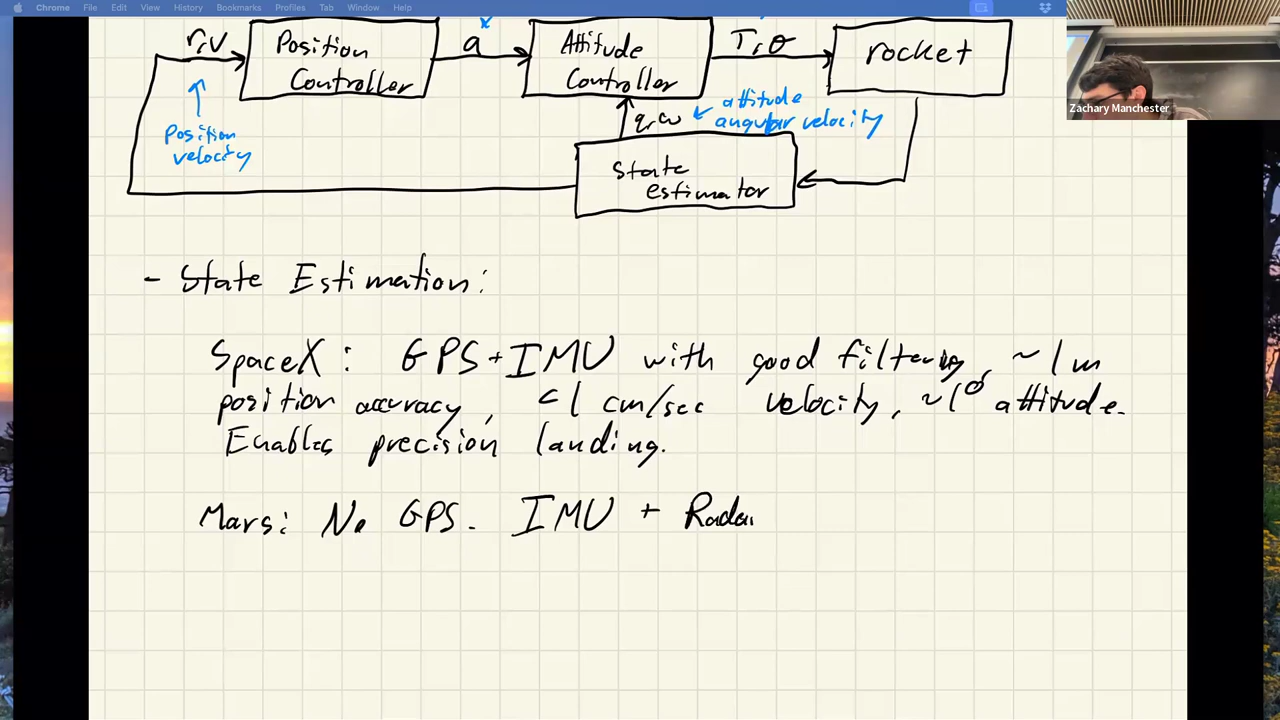 Chrome File Edit View History Bookmarks Profiles Tab Window Help
Zachary Manchester
r,v
Position
Controller
a
Attitude
Controller
T,θ
rocket
Position
velocity
q,ω
attitude
angular velocity
State
estimator
- State Estimation:
SpaceX: GPS+IMU with good filtering, ~1m
position accuracy, <1 cm/sec velocity, ~1° attitude.
Enables precision landing.
Mars: No GPS. IMU + Radar